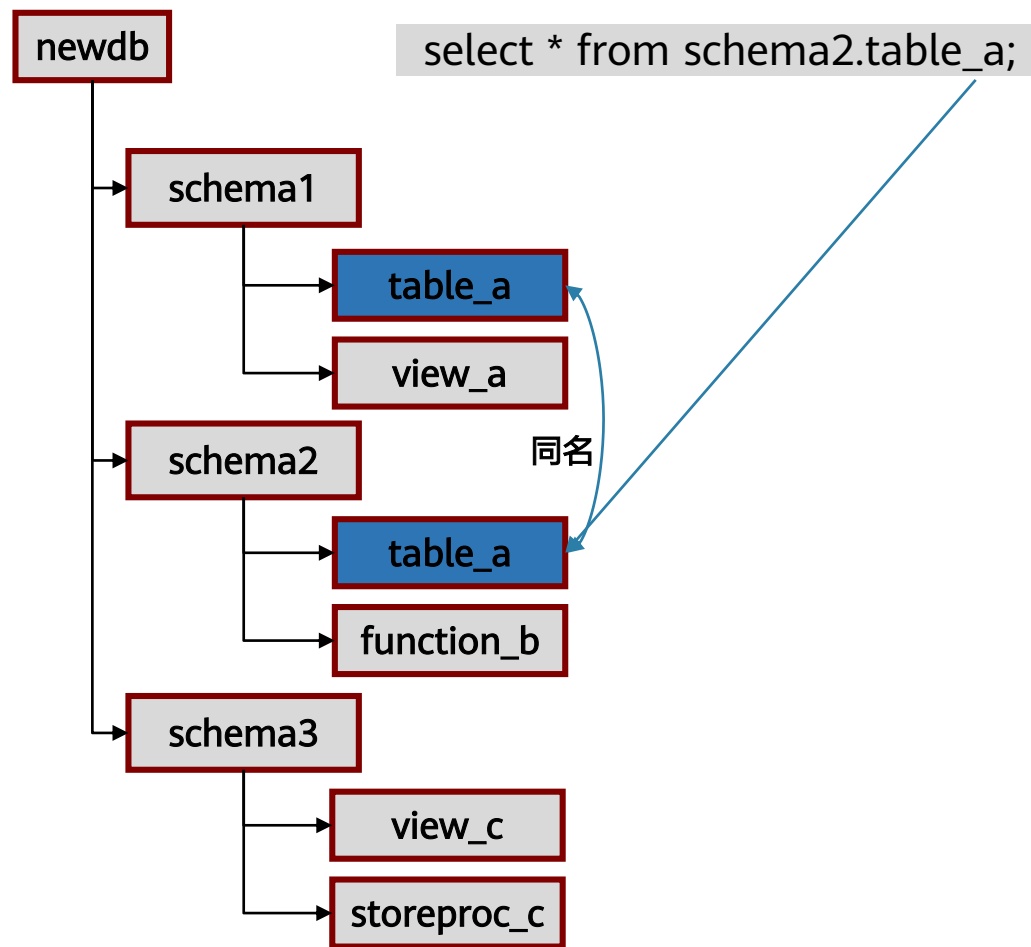 newdb
select * from schema2.table_a;
schema1
table_a
view_a
同名
schema2
table_a
function_b
schema3
view_c
storeproc_c